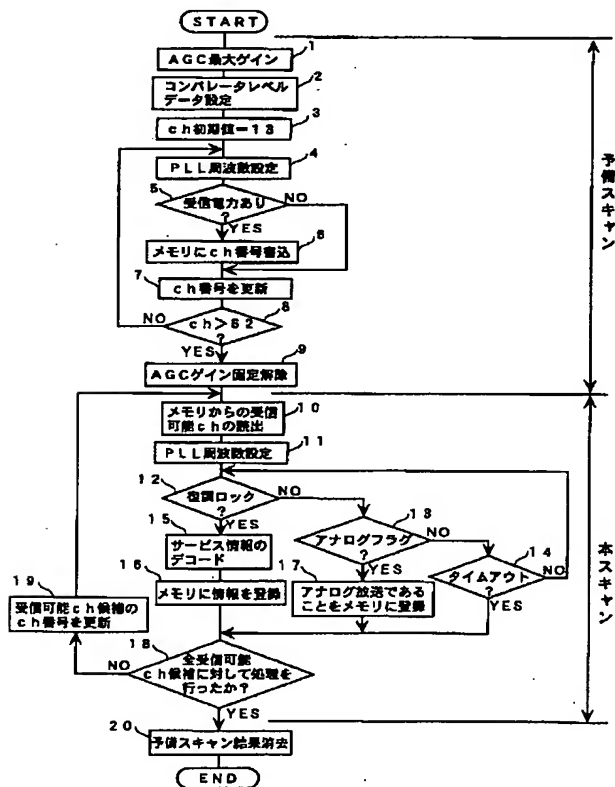 START
1
AGC最大ゲイン
2
コンパレータレベル
データ設定
3
ch初期値=13
4
PLL周波数設定
5
受信電力あり
?
NO
YES
6
メモリにch番号書込
7
ch番号を更新
8
NO
ch>62
?
YES
9
AGCゲイン固定解除
予備スキャン
10
メモリからの受信
可能chの読出
11
PLL周波数設定
12
復調ロック
?
NO
YES
13
アナログフラグ
?
NO
YES
14
タイムアウト
?
NO
YES
15
サービス情報の
デコード
16
メモリに情報を登録
17
アナログ放送である
ことをメモリに登録
18
全受信可能
ch候補に対して処理を
行ったか?
NO
YES
19
受信可能ch候補の
ch番号を更新
本スキャン
20
予備スキャン結果消去
END